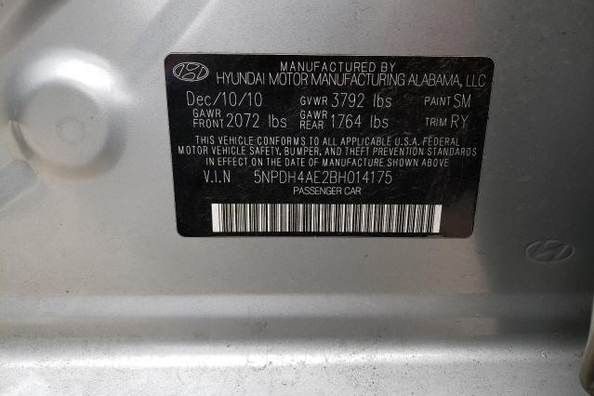 MANUFACTURED BY
HYUNDAI MOTOR MANUFACTURING ALABAMA, LLC
Dec/10/10 GVWR 3792 lbs PAINT SM
GAWR FRONT 2072 lbs GAWR REAR 1764 lbs TRIM RY
THIS VEHICLE CONFORMS TO ALL APPLICABLE U.S.A. FEDERAL
MOTOR VEHICLE SAFETY, BUMPER, AND THEFT PREVENTION STANDARDS
IN EFFECT ON THE DATE OF MANUFACTURE SHOWN ABOVE
V.I.N 5NPDH4AE2BH014175
PASSENGER CAR